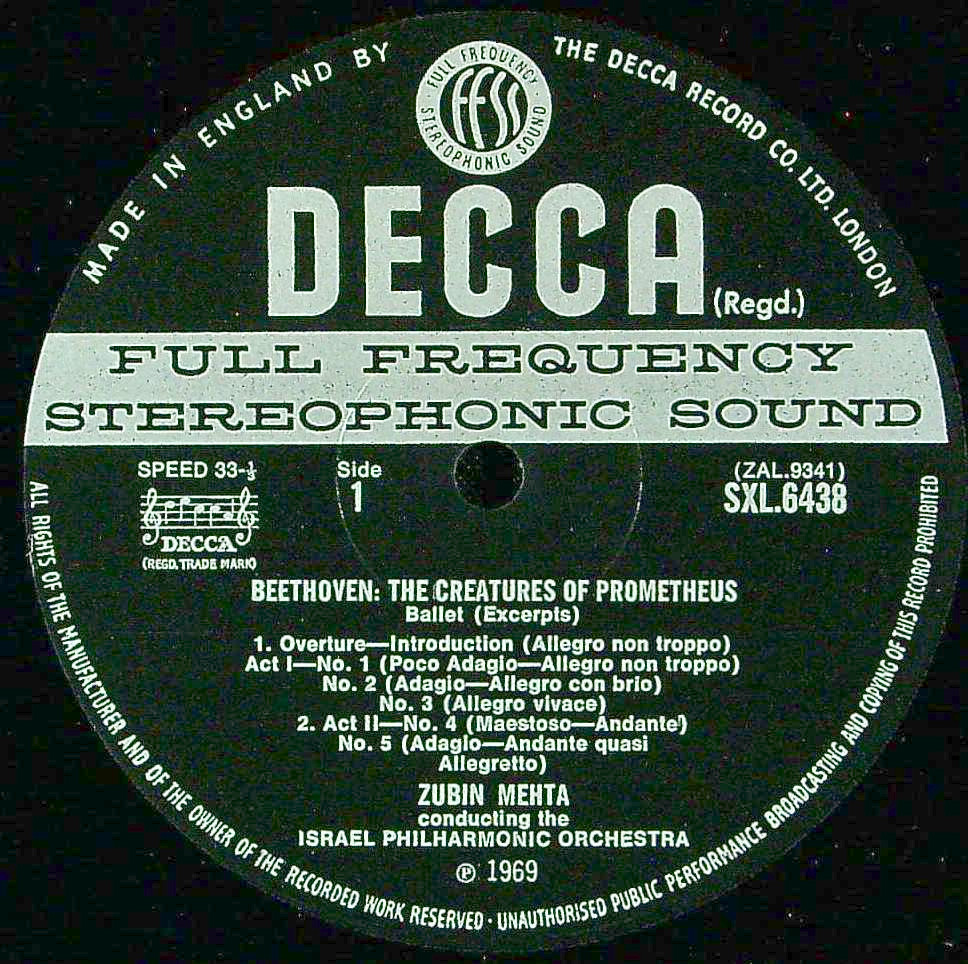 MADE IN ENGLAND BY
THE DECCA RECORD CO. LTD. LONDON
FULL FREQUENCY
FFSS
STEREOPHONIC SOUND
DECCA (Regd.)
FULL FREQUENCY
STEREOPHONIC SOUND
SPEED 33-⅓
Side
1
(ZAL.9341)
SXL.6438
DECCA
(REGD. TRADE MARK)
BEETHOVEN: THE CREATURES OF PROMETHEUS
Ballet (Excerpts)
1. Overture—Introduction (Allegro non troppo)
Act I—No. 1 (Poco Adagio—Allegro non troppo)
No. 2 (Adagio—Allegro con brio)
No. 3 (Allegro vivace)
2. Act II—No. 4 (Maestoso—Andante)
No. 5 (Adagio—Andante quasi
Allegretto)
ZUBIN MEHTA
conducting the
ISRAEL PHILHARMONIC ORCHESTRA
℗ 1969
ALL RIGHTS OF THE MANUFACTURER AND OF THE OWNER OF THE RECORDED WORK RESERVED · UNAUTHORISED PUBLIC PERFORMANCE BROADCASTING AND COPYING OF THIS RECORD PROHIBITED